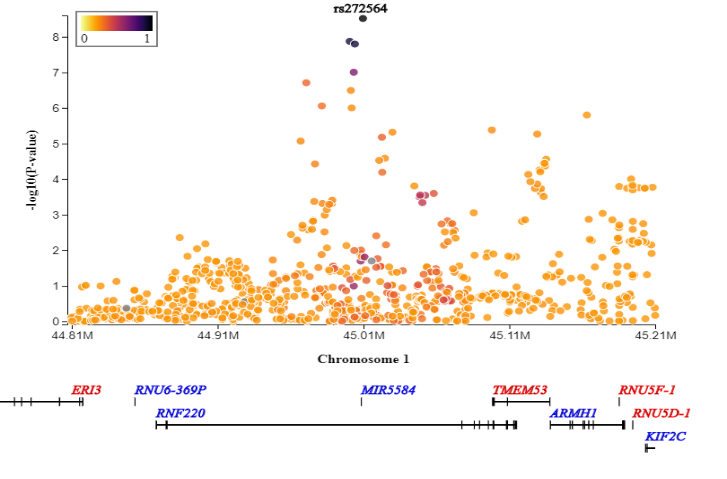 rs272564
0 1
8
7
6
5
4
3
2
1
0
-log10(P-value)
44.81M 44.91M 45.01M 45.11M 45.21M
Chromosome 1
ERI3 RNU6-369P MIR5584 TMEM53 RNU5F-1
RNF220 ARMH1 RNU5D-1
KIF2C